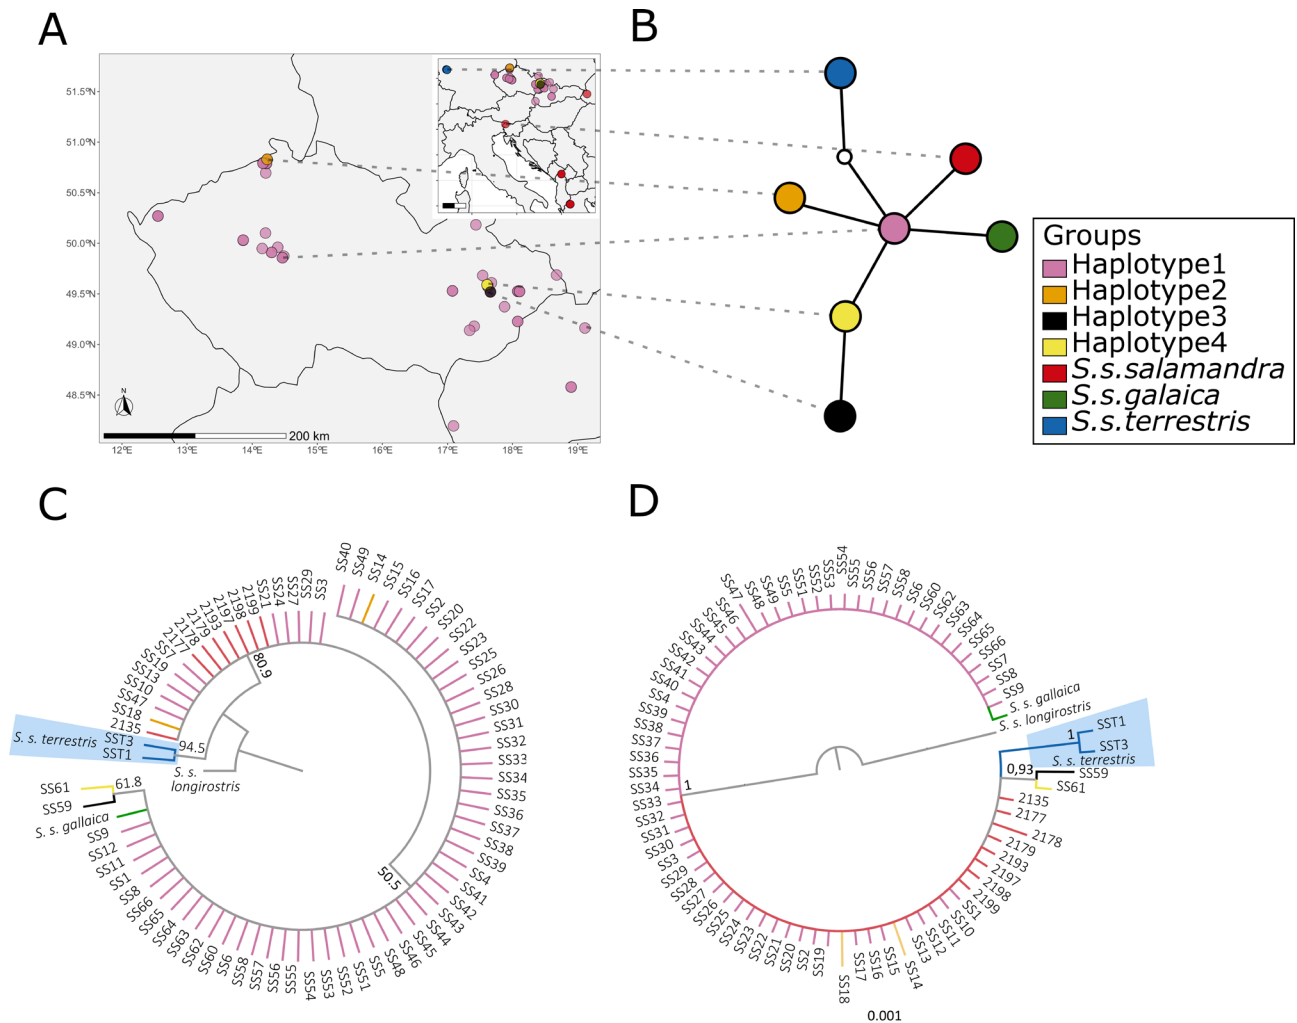 A
B
51.5°N
51.0°N
50.5°N
50.0°N
49.5°N
49.0°N
48.5°N
N
200 km
12°E
13°E
14°E
15°E
16°E
17°E
18°E
19°E
Groups
Haplotype1
Haplotype2
Haplotype3
Haplotype4
S.s.salamandra
S.s.galaica
S.s.terrestris
C
SS40
SS49
SS14
SS15
SS16
SS17
SS2
SS20
SS22
SS23
SS25
SS26
SS28
SS30
SS31
SS32
SS33
SS34
SS35
SS36
SS37
SS38
SS39
SS4
SS41
SS42
SS43
SS44
SS45
SS46
SS48
SS5
SS51
SS52
SS53
SS54
SS55
SS56
SS57
SS58
SS6
SS60
SS62
SS63
SS64
SS65
SS66
SS8
SS1
SS11
SS12
SS9
S. s. gallaica
SS59
SS61
61.8
SST1
SST3
S. s. terrestris
94.5
2135
SS18
SS47
SS10
SS13
SS19
SS7
2177
2178
2179
2193
2197
2198
2199
SS21
SS24
SS27
SS29
SS3
80.9
50.5
S. s.
longirostris
D
SS54
SS55
SS56
SS57
SS58
SS6
SS60
SS62
SS63
SS64
SS65
SS66
SS7
SS8
SS9
S. s. gallaica
S. s. longirostris
SST1
1
SST3
S. s. terrestris
0,93
SS59
SS61
2135
2177
2178
2179
2193
2197
2198
2199
SS1
SS10
SS11
SS12
SS13
SS14
SS15
SS16
SS17
SS18
SS19
SS2
SS20
SS21
SS22
SS23
SS24
SS25
SS26
SS27
SS28
SS29
SS3
SS30
SS31
SS32
SS33
SS34
SS35
SS36
SS37
SS38
SS39
SS4
SS40
SS41
SS42
SS43
SS44
SS45
SS46
SS47
SS48
SS49
SS5
SS51
SS52
SS53
1
0.001